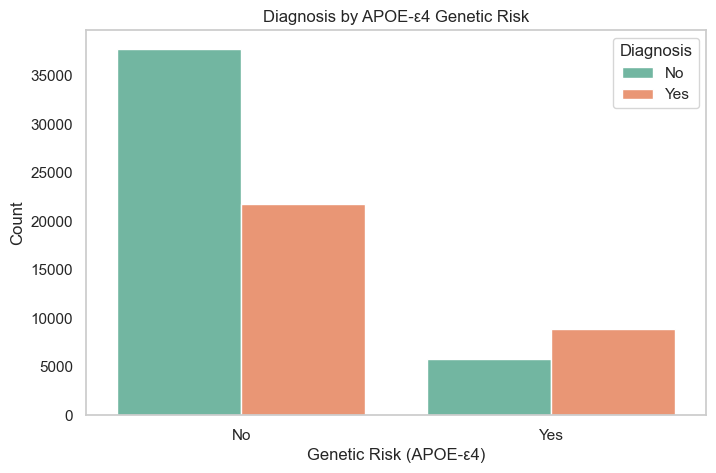 Diagnosis by APOE-ε4 Genetic Risk
Diagnosis
No
Yes
Count
35000
30000
25000
20000
15000
10000
5000
0
No
Yes
Genetic Risk (APOE-ε4)